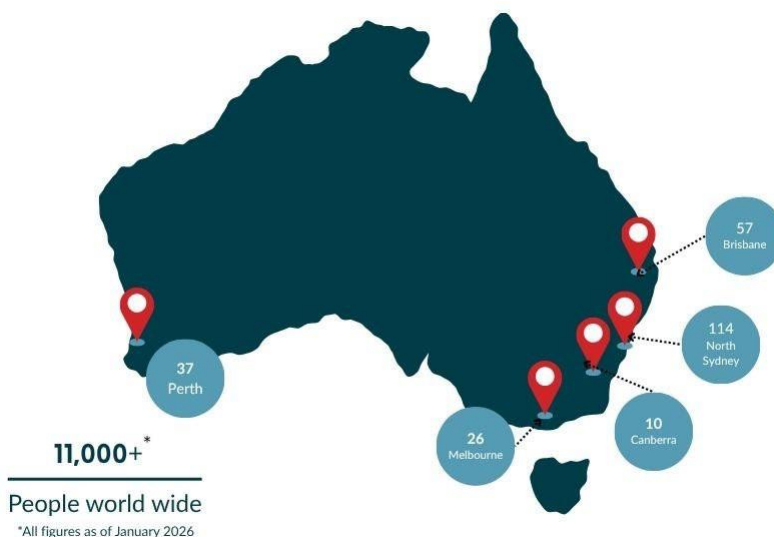 57
Brisbane
114
North
Sydney
37
Perth
10
Canberra
26
Melbourne
11,000+*
People world wide
*All figures as of January 2026